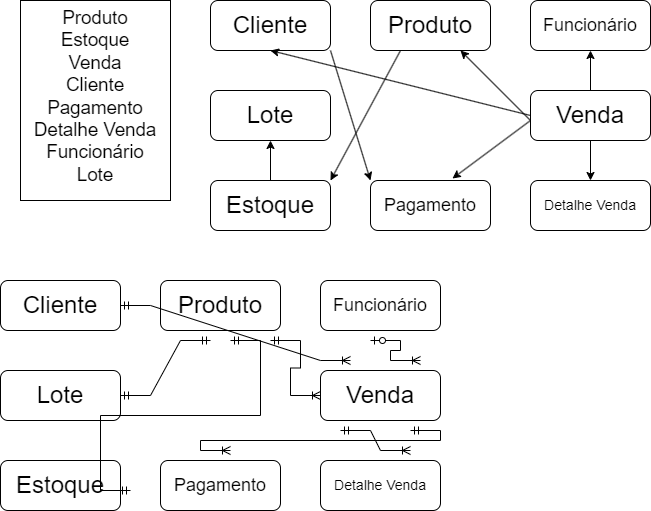 Produto
Estoque
Venda
Cliente
Pagamento
Detalhe Venda
Funcionário
Lote
Cliente
Produto
Funcionário
Lote
Venda
Estoque
Pagamento
Detalhe Venda
Cliente
Produto
Funcionário
Lote
Venda
Estoque
Pagamento
Detalhe Venda